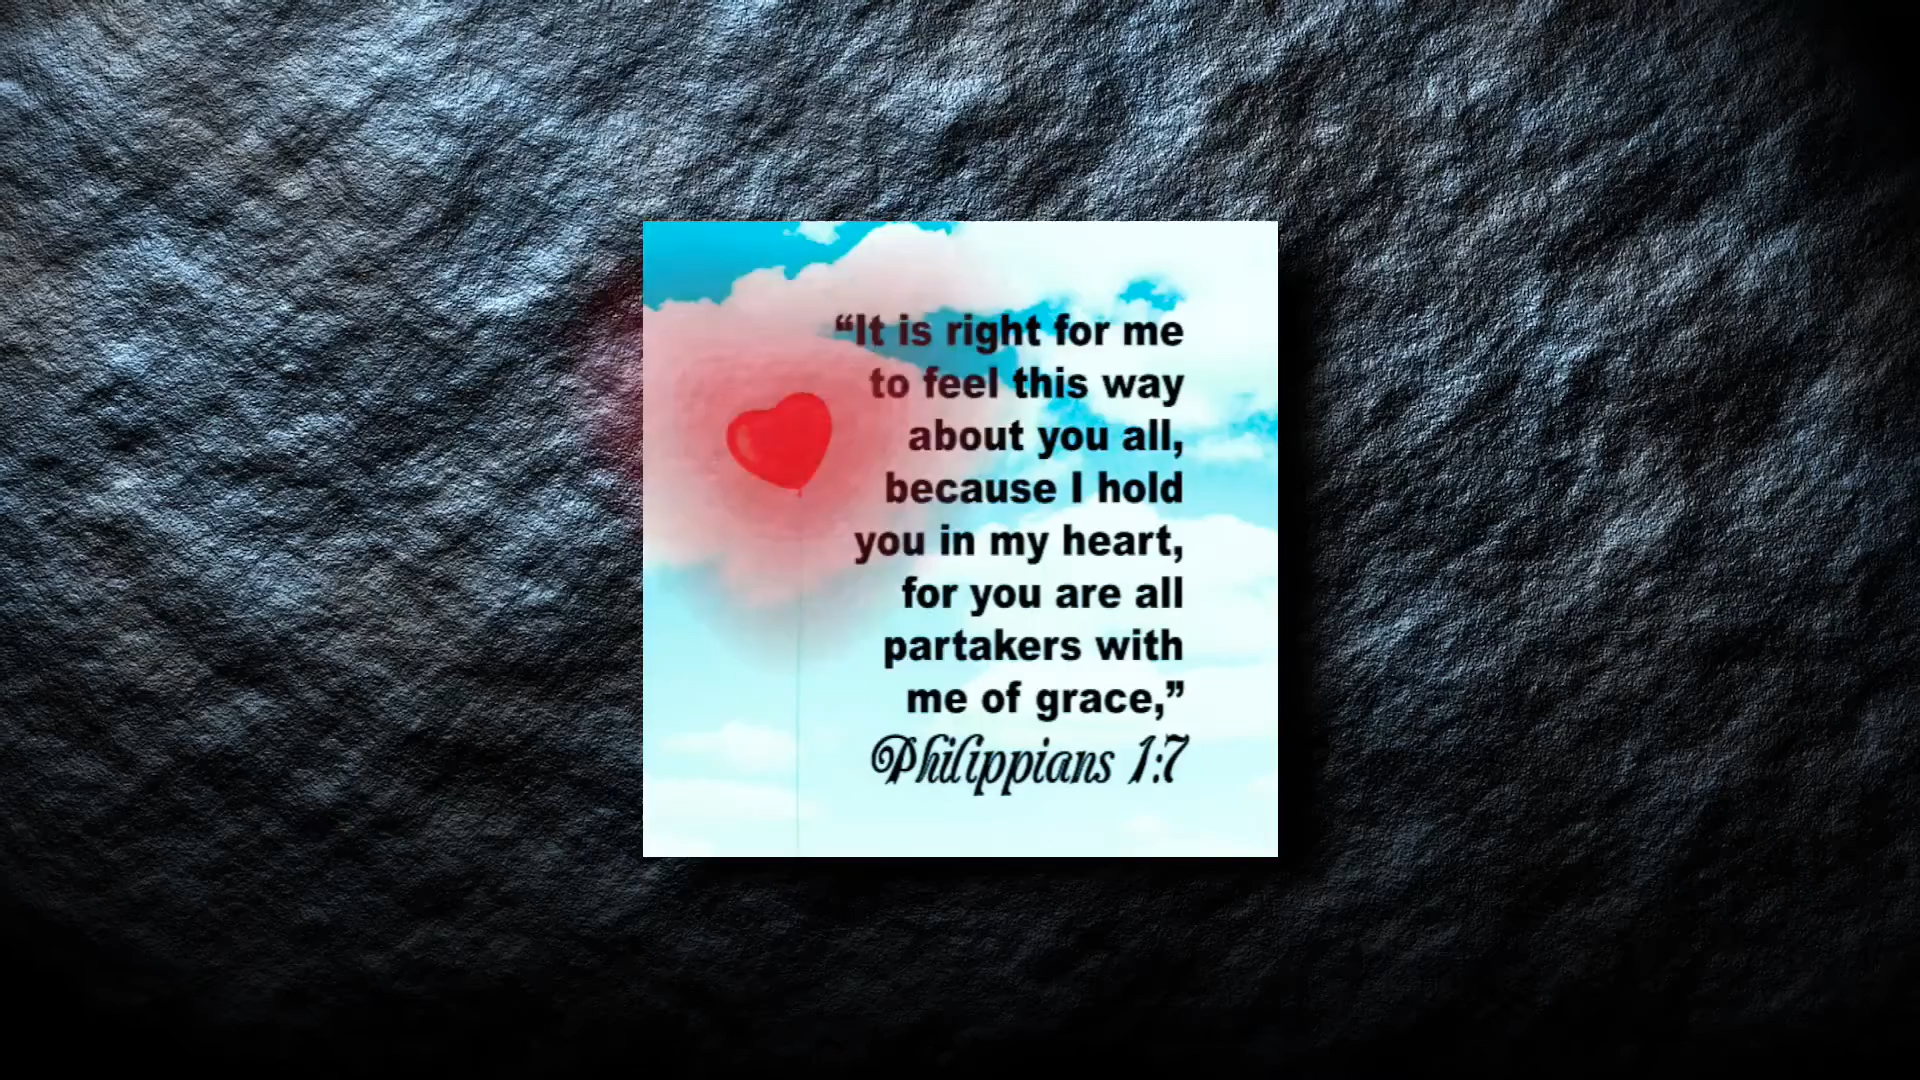 “It is right for me
to feel this way
about you all,
because I hold
you in my heart,
for you are all
partakers with
me of grace,”
Philippians 1:7